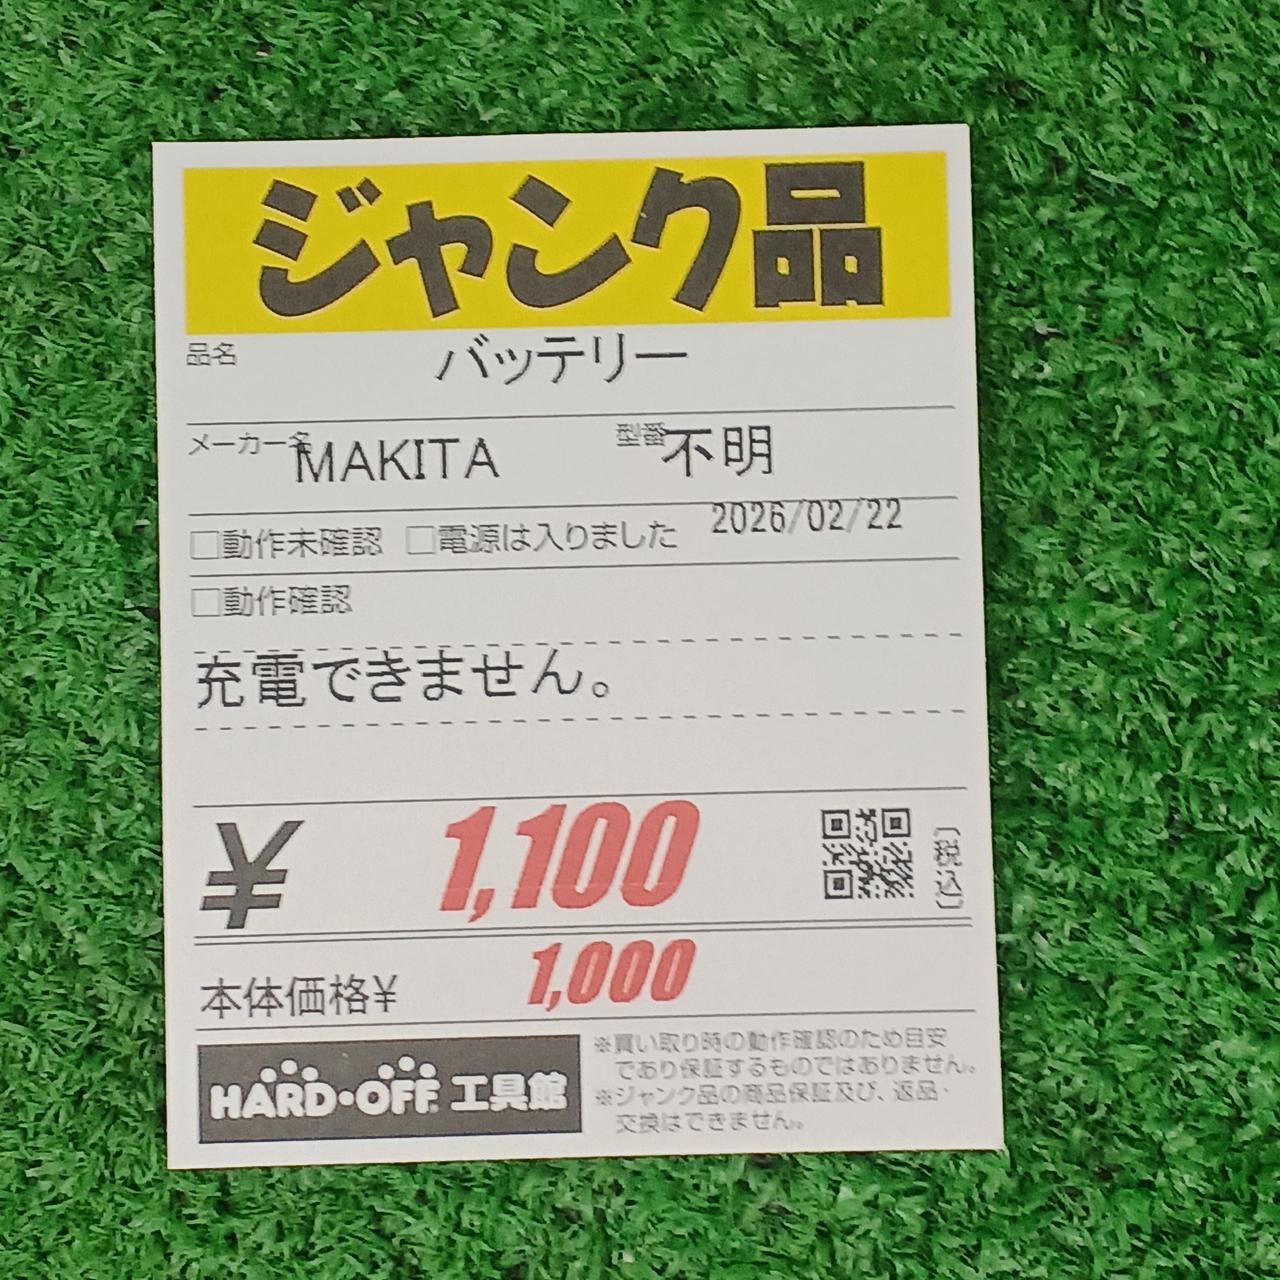 ジャンク品
品名 バッテリー
メーカー名 MAKITA 型番 不明
□動作未確認 □電源は入りました 2026/02/22
□動作確認
充電できません。
¥ 1,100 〔税込〕
本体価格¥ 1,000
HARD・OFF 工具館
※買い取り時の動作確認のため目安
であり保証するものではありません。
※ジャンク品の商品保証及び、返品・
交換はできません。